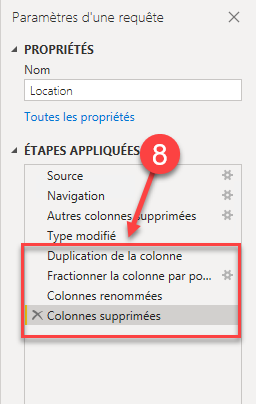 Paramètres d'une requête
PROPRIÉTÉS
Nom
Location
Toutes les propriétés
8
ÉTAPES APPLIQUÉES
Source
Navigation
Autres colonnes supprimées
Type modifié
Duplication de la colonne
Fractionner la colonne par po...
Colonnes renommées
Colonnes supprimées